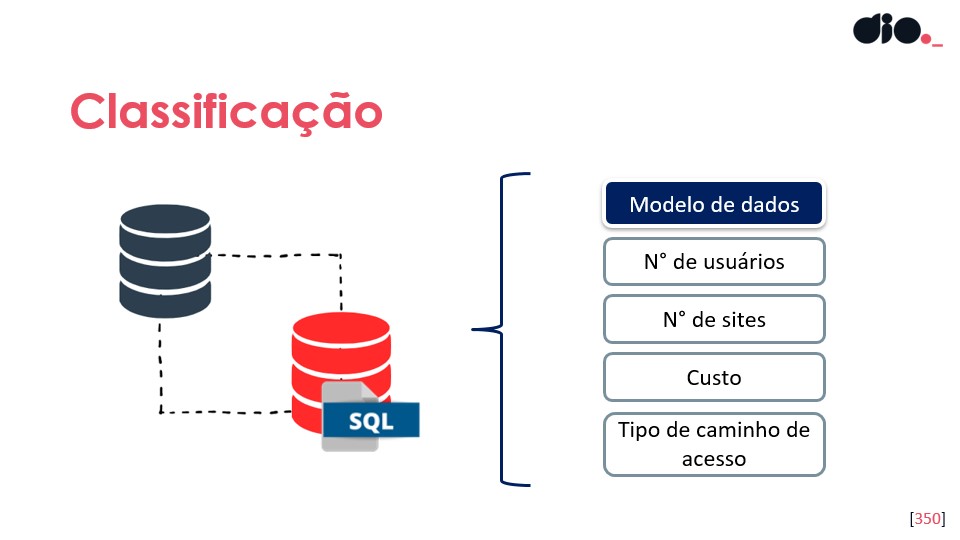 dio._
Classificação
Modelo de dados
N° de usuários
N° de sites
Custo
Tipo de caminho de
acesso
SQL
[350]